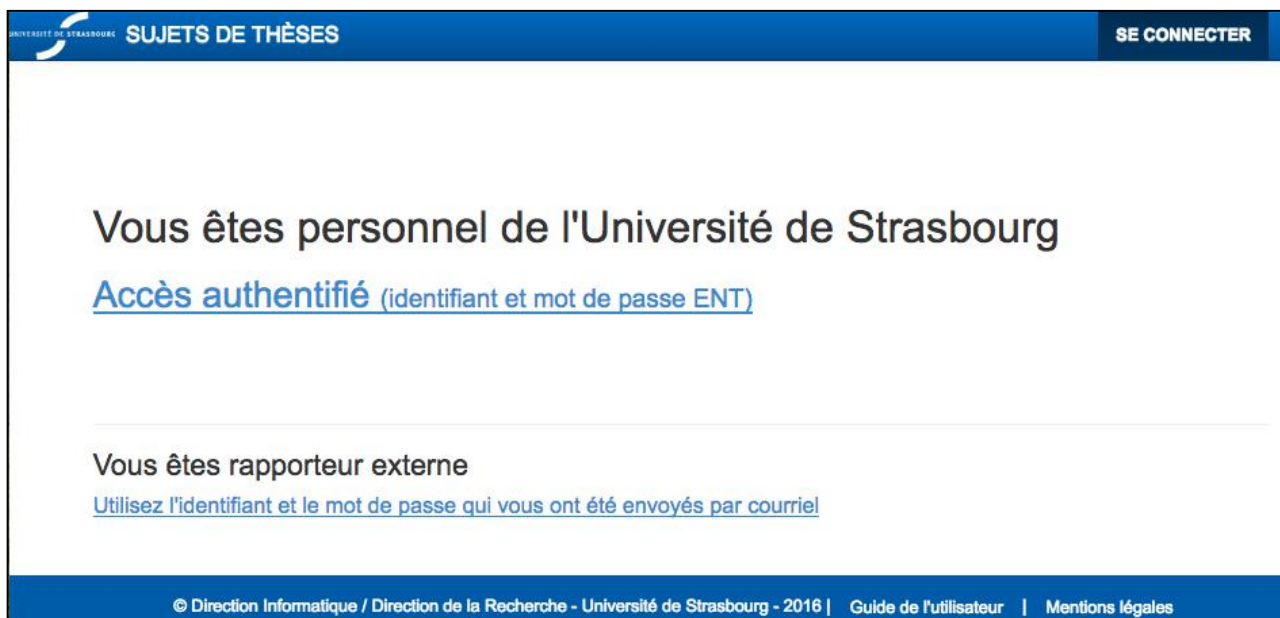 UNIVERSITÉ DE STRASBOURG SUJETS DE THÈSES SE CONNECTER
Vous êtes personnel de l'Université de Strasbourg
Accès authentifié (identifiant et mot de passe ENT)
Vous êtes rapporteur externe
Utilisez l'identifiant et le mot de passe qui vous ont été envoyés par courriel
© Direction Informatique / Direction de la Recherche - Université de Strasbourg - 2016 | Guide de l'utilisateur | Mentions légales